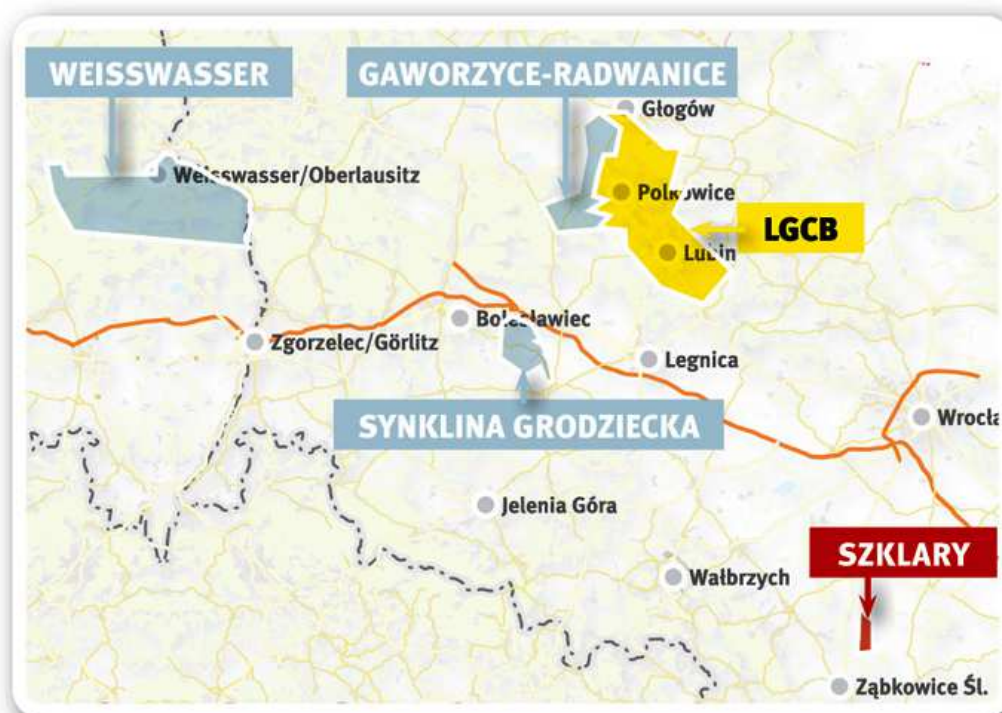 WEISSWASSER
GAWORZYCE-RADWANICE
Głogów
Weisswasser/Oberlausitz
Polkowice
LGCB
Lubin
Bolesławiec
Zgorzelec/Görlitz
Legnica
SYNKLINA GRODZIECKA
Wrocła
Jelenia Góra
SZKLARY
Wałbrzych
Ząbkowice Śl.